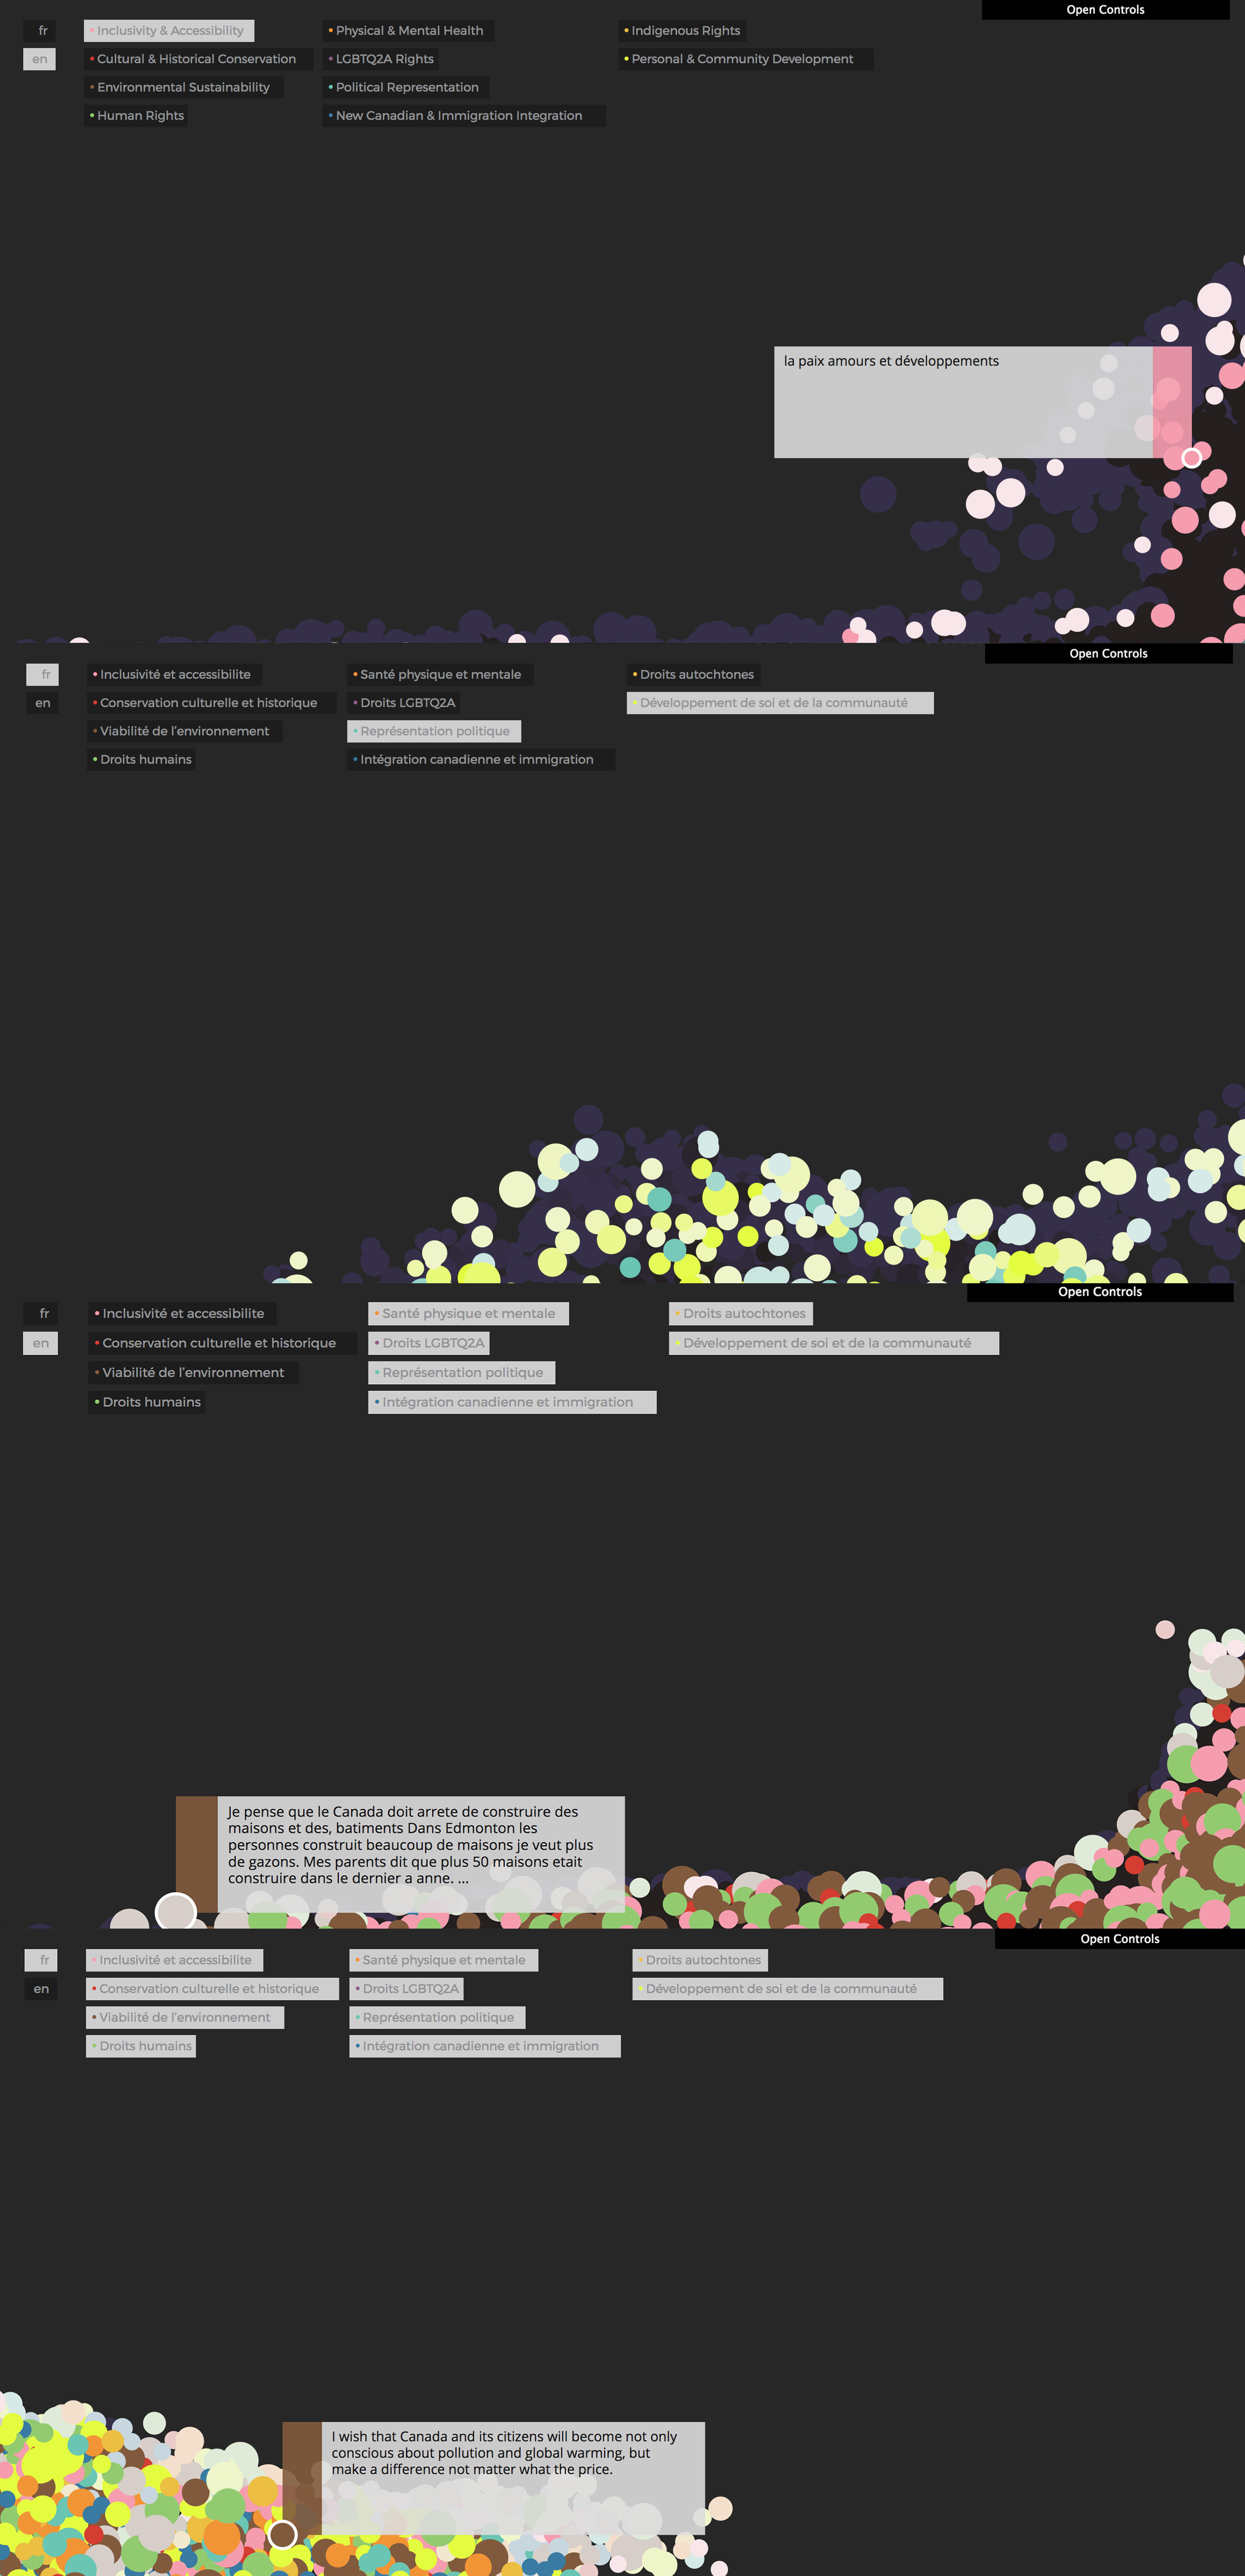 Open Controls
fr
• Inclusivity & Accessibility
• Physical & Mental Health
• Indigenous Rights
en
• Cultural & Historical Conservation
• LGBTQ2A Rights
• Personal & Community Development
• Environmental Sustainability
• Political Representation
• Human Rights
• New Canadian & Immigration Integration
la paix amours et développements
Open Controls
fr
• Inclusivité et accessibilite
• Santé physique et mentale
• Droits autochtones
en
• Conservation culturelle et historique
• Droits LGBTQ2A
• Développement de soi et de la communauté
• Viabilité de l'environnement
• Représentation politique
• Droits humains
• Intégration canadienne et immigration
Open Controls
fr
• Inclusivité et accessibilite
• Santé physique et mentale
• Droits autochtones
en
• Conservation culturelle et historique
• Droits LGBTQ2A
• Développement de soi et de la communauté
• Viabilité de l'environnement
• Représentation politique
• Droits humains
• Intégration canadienne et immigration
Je pense que le Canada doit arrete de construire des
maisons et des, batiments Dans Edmonton les
personnes construit beaucoup de maisons je veut plus
de gazons. Mes parents dit que plus 50 maisons etait
construire dans le dernier a anne. ...
Open Controls
fr
• Inclusivité et accessibilite
• Santé physique et mentale
• Droits autochtones
en
• Conservation culturelle et historique
• Droits LGBTQ2A
• Développement de soi et de la communauté
• Viabilité de l'environnement
• Représentation politique
• Droits humains
• Intégration canadienne et immigration
I wish that Canada and its citizens will become not only
conscious about pollution and global warming, but
make a difference not matter what the price.